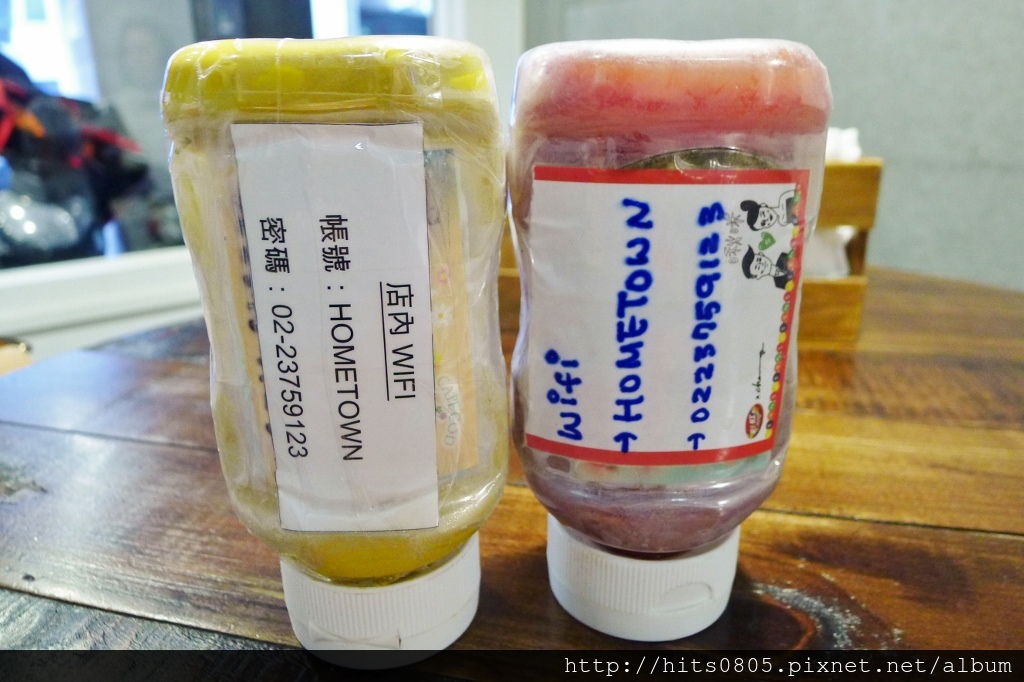 店內 WIFI
帳號：HOMETOWN
密碼：02-23759123
wifi
→HOMETOWN
→0223759123
http://hits0805.pixnet.net/album